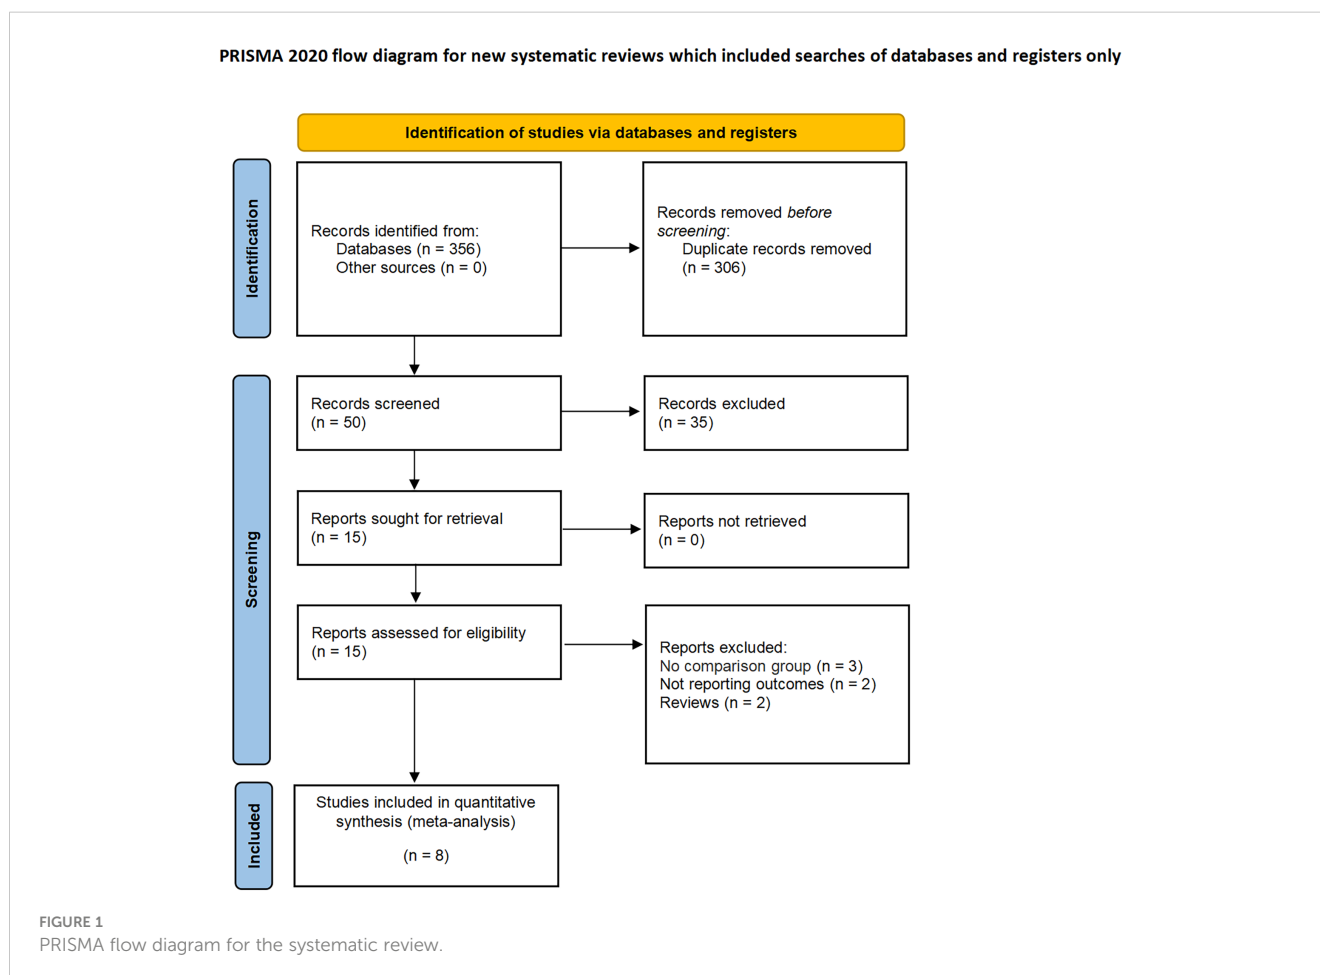 PRISMA 2020 flow diagram for new systematic reviews which included searches of databases and registers only
Identification of studies via databases and registers
Identification
Records identified from:
Databases (n = 356)
Other sources (n = 0)
Records removed before
screening:
Duplicate records removed
(n = 306)
Screening
Records screened
(n = 50)
Records excluded
(n = 35)
Reports sought for retrieval
(n = 15)
Reports not retrieved
(n = 0)
Reports assessed for eligibility
(n = 15)
Reports excluded:
No comparison group (n = 3)
Not reporting outcomes (n = 2)
Reviews (n = 2)
Included
Studies included in quantitative
synthesis (meta-analysis)
(n = 8)
FIGURE 1
PRISMA flow diagram for the systematic review.